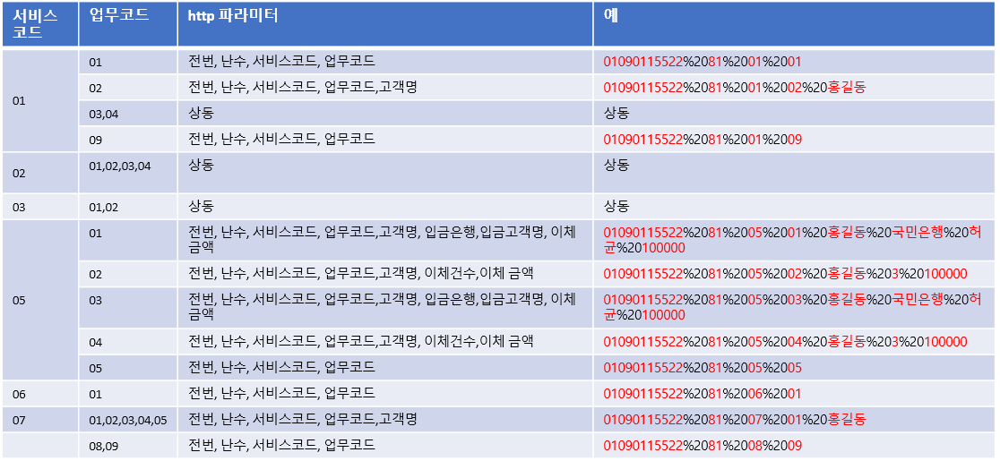 서비스 코드 업무코드 http 파라미터 예
01 01 전번, 난수, 서비스코드, 업무코드 01090115522%2081%2001%2001
02 전번, 난수, 서비스코드, 업무코드,고객명 01090115522%2081%2001%2002%20홍길동
03,04 상동 상동
09 전번, 난수, 서비스코드, 업무코드 01090115522%2081%2001%2009
02 01,02,03,04 상동 상동
03 01,02 상동 상동
05 01 전번, 난수, 서비스코드, 업무코드,고객명, 입금은행,입금고객명, 이체
금액 01090115522%2081%2005%2001%20홍길동%20국민은행%20허
균%20100000
02 전번, 난수, 서비스코드, 업무코드,고객명, 이체건수,이체 금액 01090115522%2081%2005%2002%20홍길동%203%20100000
03 전번, 난수, 서비스코드, 업무코드,고객명, 입금은행,입금고객명, 이체
금액 01090115522%2081%2005%2003%20홍길동%20국민은행%20허
균%20100000
04 전번, 난수, 서비스코드, 업무코드,고객명, 이체건수,이체 금액 01090115522%2081%2005%2004%20홍길동%203%20100000
05 전번, 난수, 서비스코드, 업무코드 01090115522%2081%2005%2005
06 01 전번, 난수, 서비스코드, 업무코드 01090115522%2081%2006%2001
07 01,02,03,04,05 전번, 난수, 서비스코드, 업무코드,고객명 01090115522%2081%2007%2001%20홍길동
08,09 전번, 난수, 서비스코드, 업무코드 01090115522%2081%2008%2009